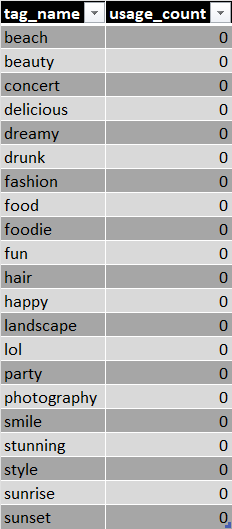 tag_name usage_count
beach 0
beauty 0
concert 0
delicious 0
dreamy 0
drunk 0
fashion 0
food 0
foodie 0
fun 0
hair 0
happy 0
landscape 0
lol 0
party 0
photography 0
smile 0
stunning 0
style 0
sunrise 0
sunset 0